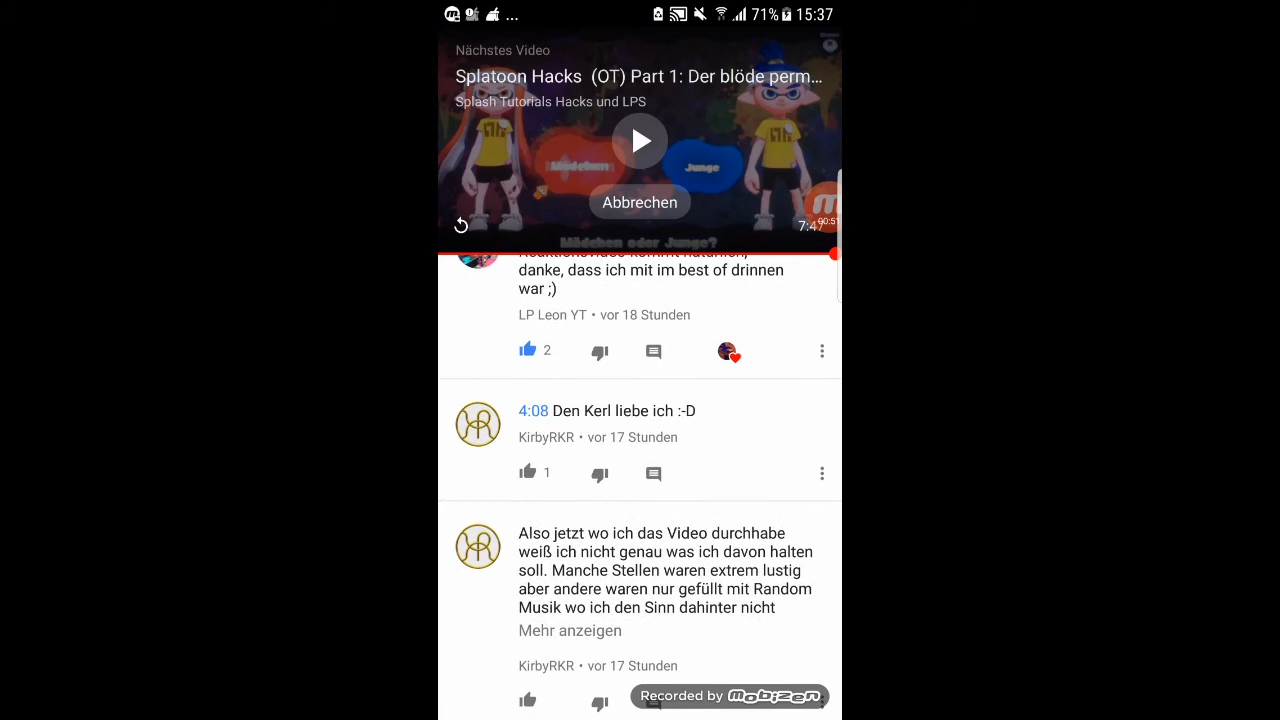 ... 71% 15:37
Nächstes Video
Splatoon Hacks (OT) Part 1: Der blöde perm...
Splash Tutorials Hacks und LPS
Mädchen Junge
Abbrechen
7:47 00:51
Mädchen oder Junge?
Reaktionsvideo kommt natürlich,
danke, dass ich mit im best of drinnen
war ;)
LP Leon YT • vor 18 Stunden
2
4:08 Den Kerl liebe ich :-D
KirbyRKR • vor 17 Stunden
1
Also jetzt wo ich das Video durchhabe
weiß ich nicht genau was ich davon halten
soll. Manche Stellen waren extrem lustig
aber andere waren nur gefüllt mit Random
Musik wo ich den Sinn dahinter nicht
Mehr anzeigen
KirbyRKR • vor 17 Stunden
Recorded by mobizen